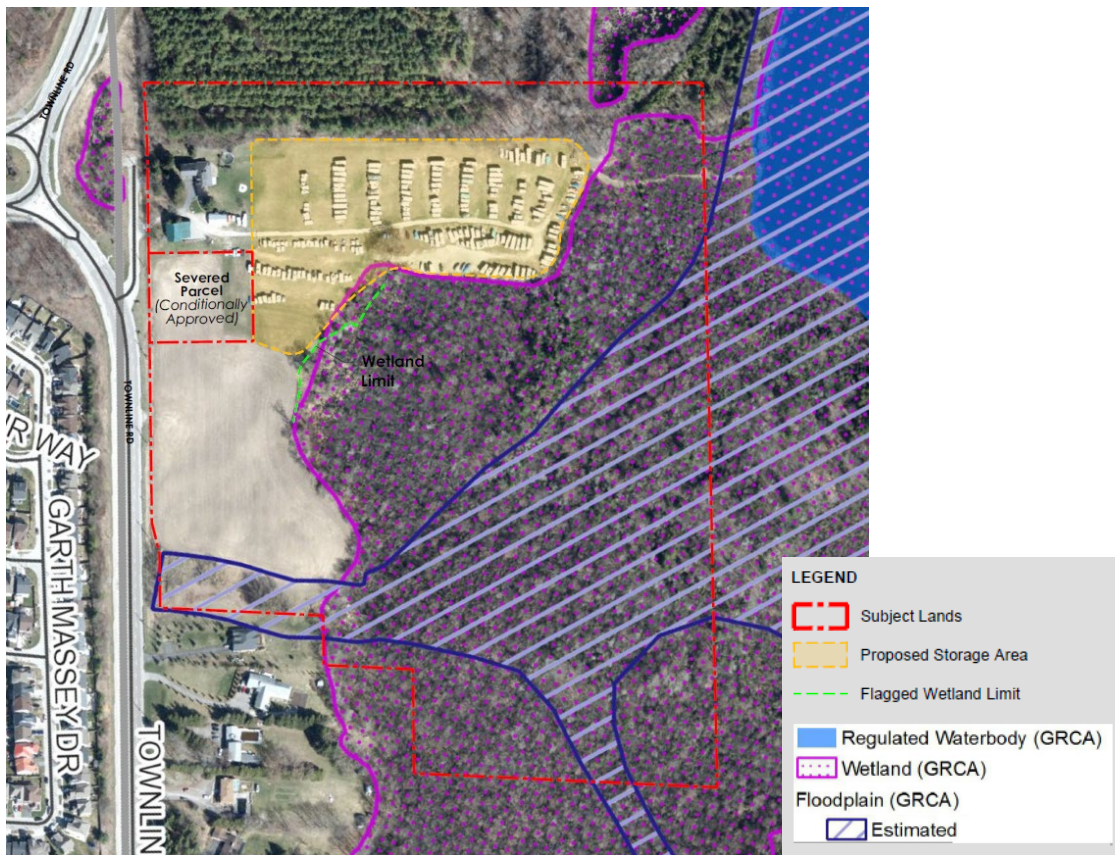 TOWNLINE RD
Severed
Parcel
(Conditionally
Approved)
Wetland
Limit
TOWNLINE RD
UR WAY
GARTH MASSEY DR
TOWNLIN
LEGEND
Subject Lands
Proposed Storage Area
Flagged Wetland Limit
Regulated Waterbody (GRCA)
Wetland (GRCA)
Floodplain (GRCA)
Estimated